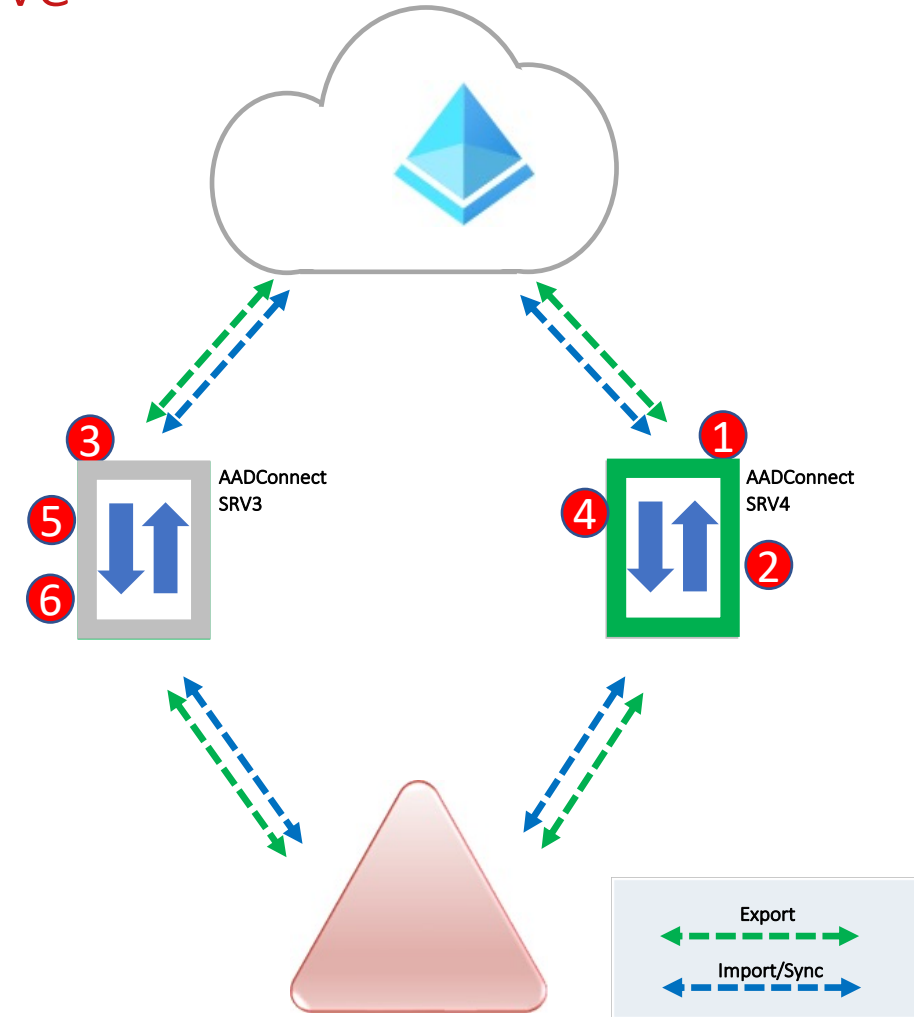 3
1
AADConnect
SRV3
AADConnect
SRV4
5
4
2
6
Export
Import/Sync